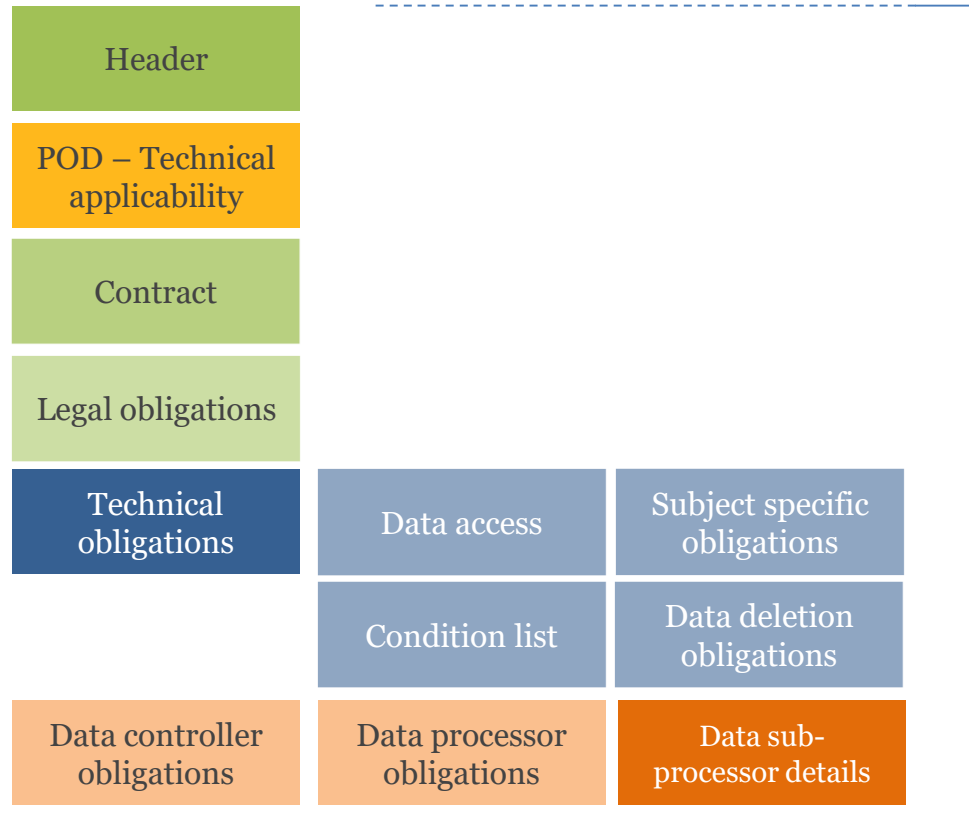 Header
POD – Technical
applicability
Contract
Legal obligations
Technical
obligations
Data access
Subject specific
obligations
Condition list
Data deletion
obligations
Data controller
obligations
Data processor
obligations
Data sub-
processor details